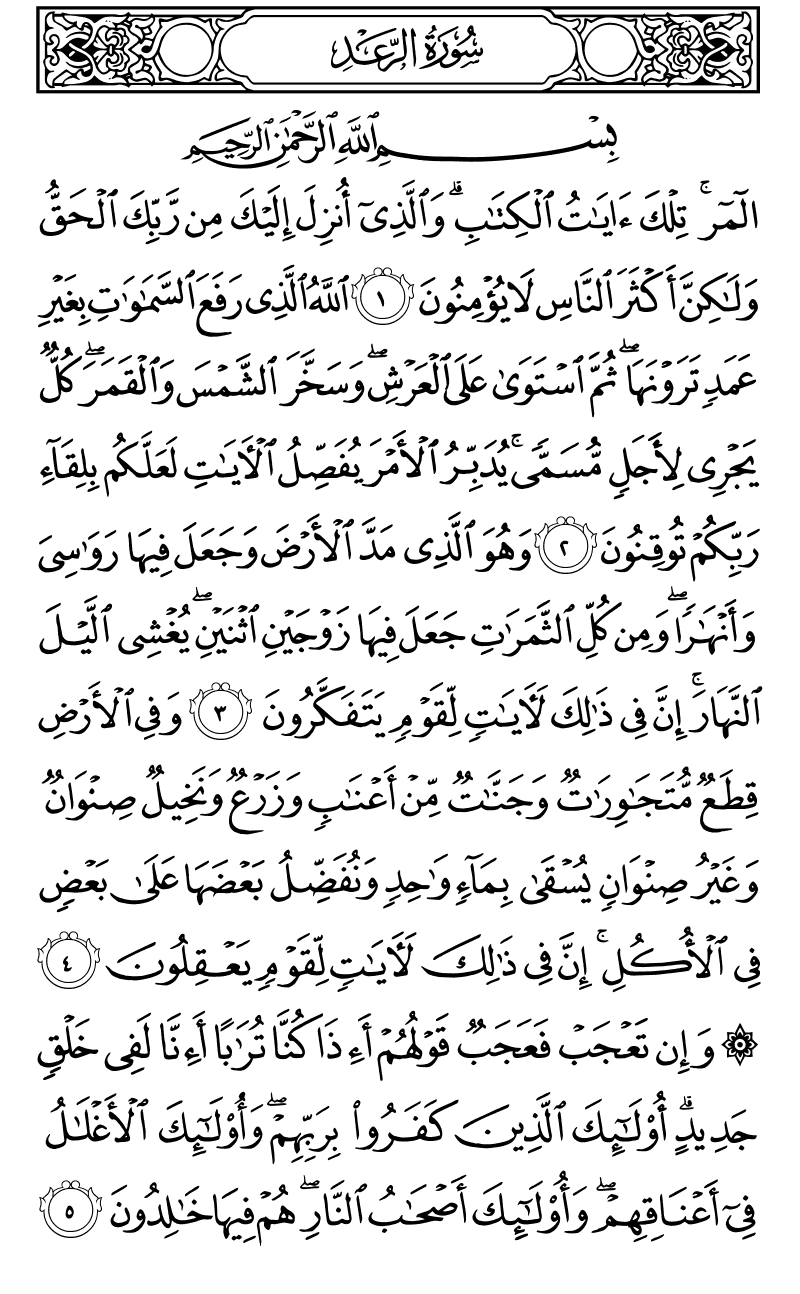 سُورَةُ الرَّعْدِ
بِسْمِ ٱللَّهِ ٱلرَّحْمَٰنِ ٱلرَّحِيمِ
الٓمٓر ۚ تِلْكَ ءَايَٰتُ ٱلْكِتَٰبِ ۗ وَٱلَّذِىٓ أُنزِلَ إِلَيْكَ مِن رَّبِّكَ ٱلْحَقُّ
وَلَٰكِنَّ أَكْثَرَ ٱلنَّاسِ لَا يُؤْمِنُونَ ١ ٱللَّهُ ٱلَّذِى رَفَعَ ٱلسَّمَٰوَٰتِ بِغَيْرِ
عَمَدٍ تَرَوْنَهَا ۖ ثُمَّ ٱسْتَوَىٰ عَلَى ٱلْعَرْشِ ۖ وَسَخَّرَ ٱلشَّمْسَ وَٱلْقَمَرَ ۖ كُلٌّ
يَجْرِى لِأَجَلٍ مُّسَمًّى ۚ يُدَبِّرُ ٱلْأَمْرَ يُفَصِّلُ ٱلْءَايَٰتِ لَعَلَّكُم بِلِقَآءِ
رَبِّكُمْ تُوقِنُونَ ٢ وَهُوَ ٱلَّذِى مَدَّ ٱلْأَرْضَ وَجَعَلَ فِيهَا رَوَٰسِىَ
وَأَنْهَٰرًا ۖ وَمِن كُلِّ ٱلثَّمَرَٰتِ جَعَلَ فِيهَا زَوْجَيْنِ ٱثْنَيْنِ ۖ يُغْشِى ٱلَّيْلَ
ٱلنَّهَارَ ۚ إِنَّ فِى ذَٰلِكَ لَءَايَٰتٍ لِّقَوْمٍ يَتَفَكَّرُونَ ٣ وَفِى ٱلْأَرْضِ
قِطَعٌ مُّتَجَٰوِرَٰتٌ وَجَنَّٰتٌ مِّنْ أَعْنَٰبٍ وَزَرْعٌ وَنَخِيلٌ صِنْوَانٌ
وَغَيْرُ صِنْوَانٍ يُسْقَىٰ بِمَآءٍ وَٰحِدٍ وَنُفَضِّلُ بَعْضَهَا عَلَىٰ بَعْضٍ
فِى ٱلْأُكُلِ ۚ إِنَّ فِى ذَٰلِكَ لَءَايَٰتٍ لِّقَوْمٍ يَعْقِلُونَ ٤
۞ وَإِن تَعْجَبْ فَعَجَبٌ قَوْلُهُمْ أَءِذَا كُنَّا تُرَٰبًا أَءِنَّا لَفِى خَلْقٍ
جَدِيدٍ ۗ أُو۟لَٰٓئِكَ ٱلَّذِينَ كَفَرُوا۟ بِرَبِّهِمْ ۖ وَأُو۟لَٰٓئِكَ ٱلْأَغْلَٰلُ
فِىٓ أَعْنَاقِهِمْ ۖ وَأُو۟لَٰٓئِكَ أَصْحَٰبُ ٱلنَّارِ ۖ هُمْ فِيهَا خَٰلِدُونَ ٥